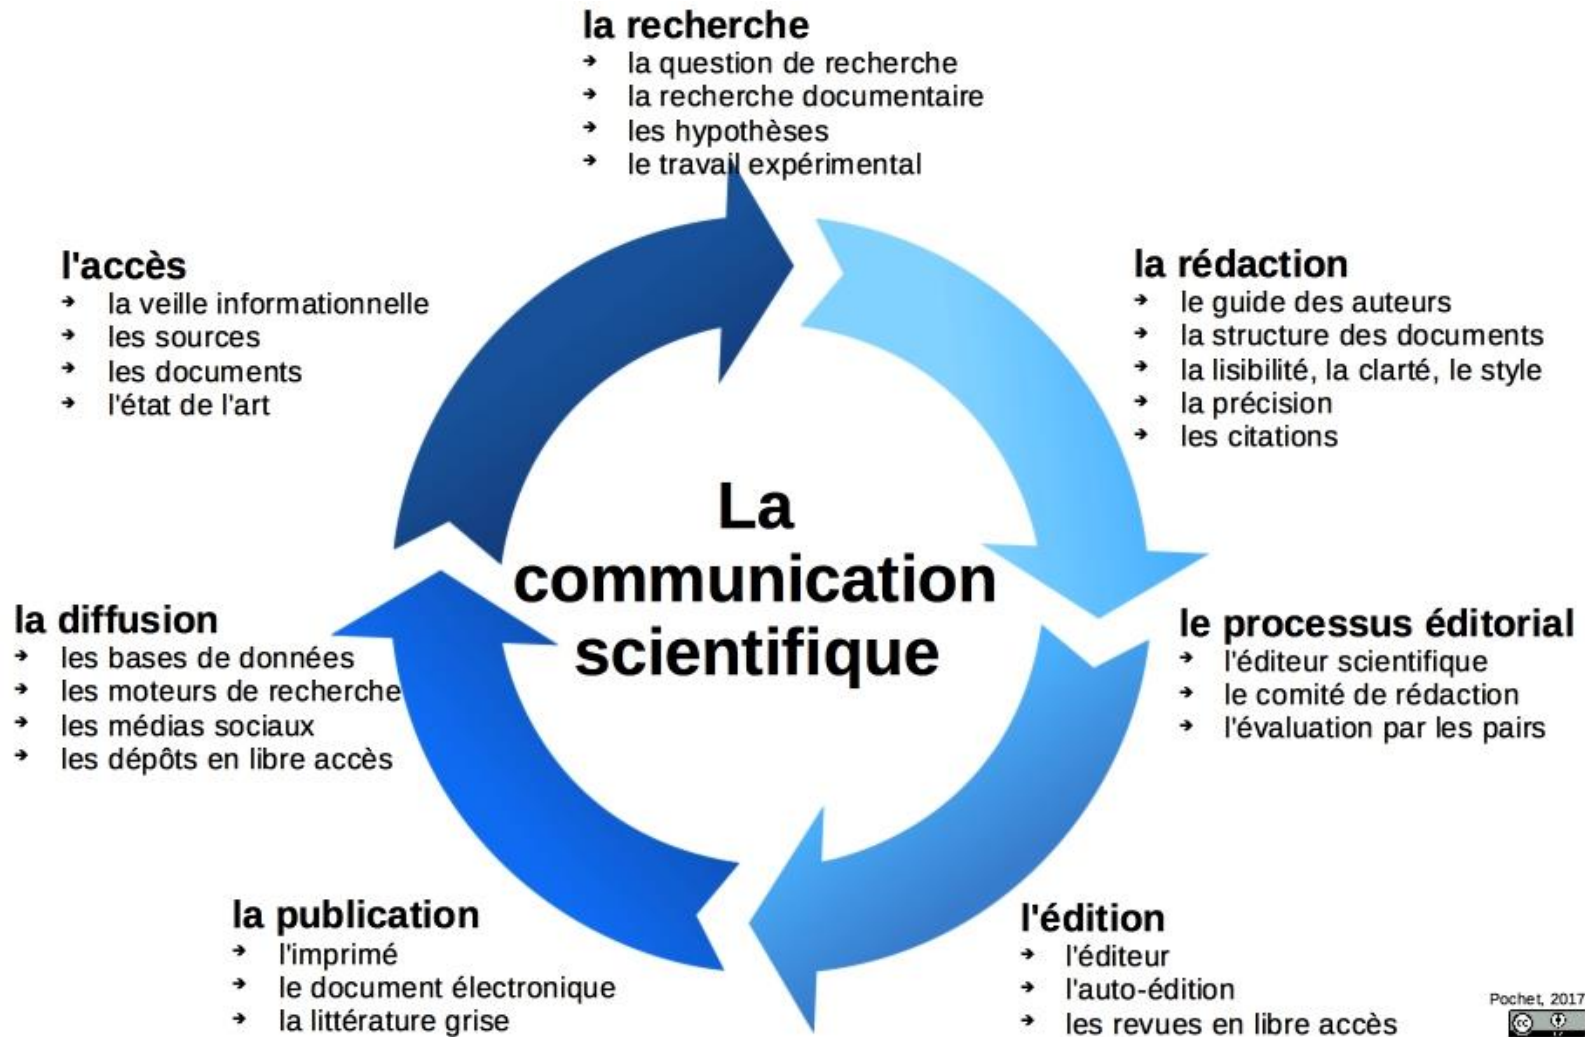 la recherche
➔ la question de recherche
➔ la recherche documentaire
➔ les hypothèses
➔ le travail expérimental
la rédaction
➔ le guide des auteurs
➔ la structure des documents
➔ la lisibilité, la clarté, le style
➔ la précision
➔ les citations
le processus éditorial
➔ l'éditeur scientifique
➔ le comité de rédaction
➔ l'évaluation par les pairs
l'édition
➔ l'éditeur
➔ l'auto-édition
➔ les revues en libre accès
la publication
➔ l'imprimé
➔ le document électronique
➔ la littérature grise
la diffusion
➔ les bases de données
➔ les moteurs de recherche
➔ les médias sociaux
➔ les dépôts en libre accès
l'accès
➔ la veille informationnelle
➔ les sources
➔ les documents
➔ l'état de l'art
La
communication
scientifique
Pochet, 2017
cc